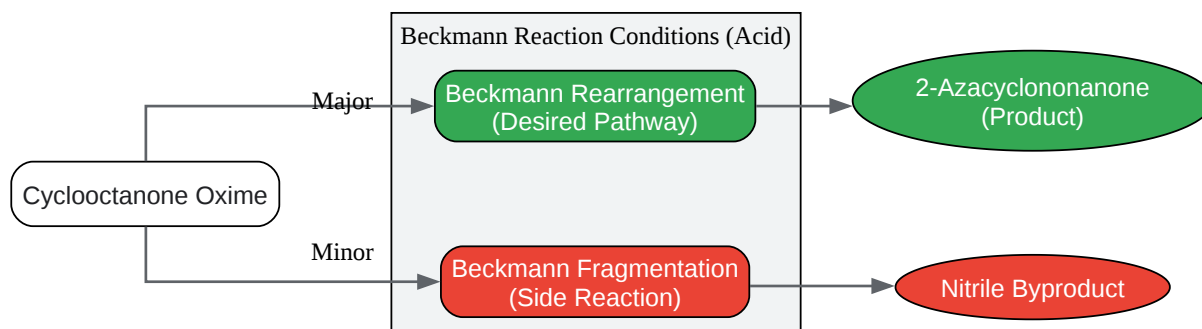 Beckmann Reaction Conditions (Acid)
Major
Beckmann Rearrangement
(Desired Pathway)
2-Azacyclononanone
(Product)
Cyclooctanone Oxime
Minor
Beckmann Fragmentation
(Side Reaction)
Nitrile Byproduct